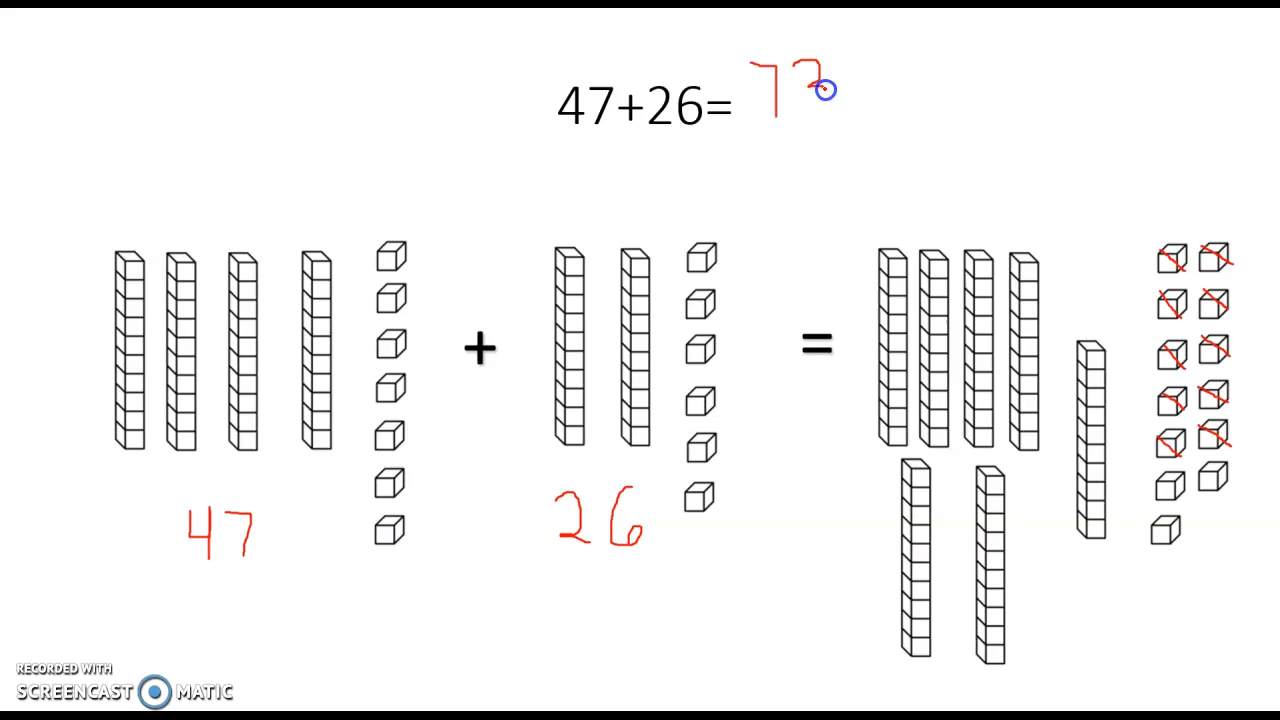 47+26= 73
+
=
47
26
RECORDED WITH
SCREENCAST MATIC